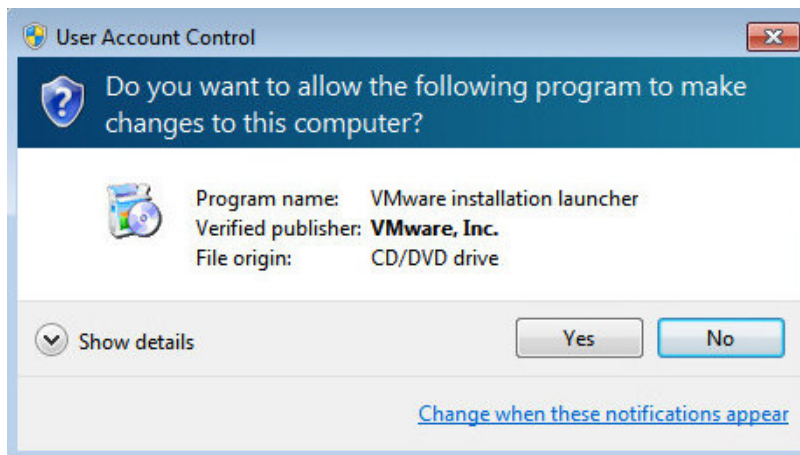 User Account Control
Do you want to allow the following program to make
changes to this computer?
Program name: VMware installation launcher
Verified publisher: VMware, Inc.
File origin: CD/DVD drive
Show details
Yes
No
Change when these notifications appear